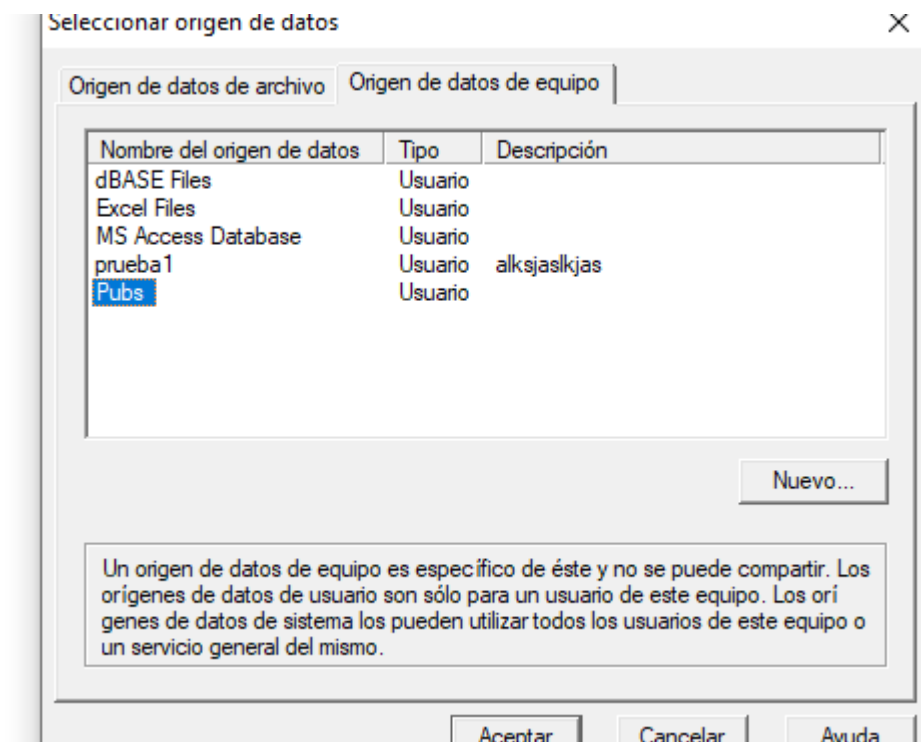 Seleccionar origen de datos
Origen de datos de archivo Origen de datos de equipo
Nombre del origen de datos Tipo Descripción
dBASE Files Usuario
Excel Files Usuario
MS Access Database Usuario
prueba1 Usuario alksjaslkjas
Pubs Usuario
Nuevo...
Un origen de datos de equipo es específico de éste y no se puede compartir. Los
orígenes de datos de usuario son sólo para un usuario de este equipo. Los orí
genes de datos de sistema los pueden utilizar todos los usuarios de este equipo o
un servicio general del mismo.
Aceptar Cancelar Ayuda